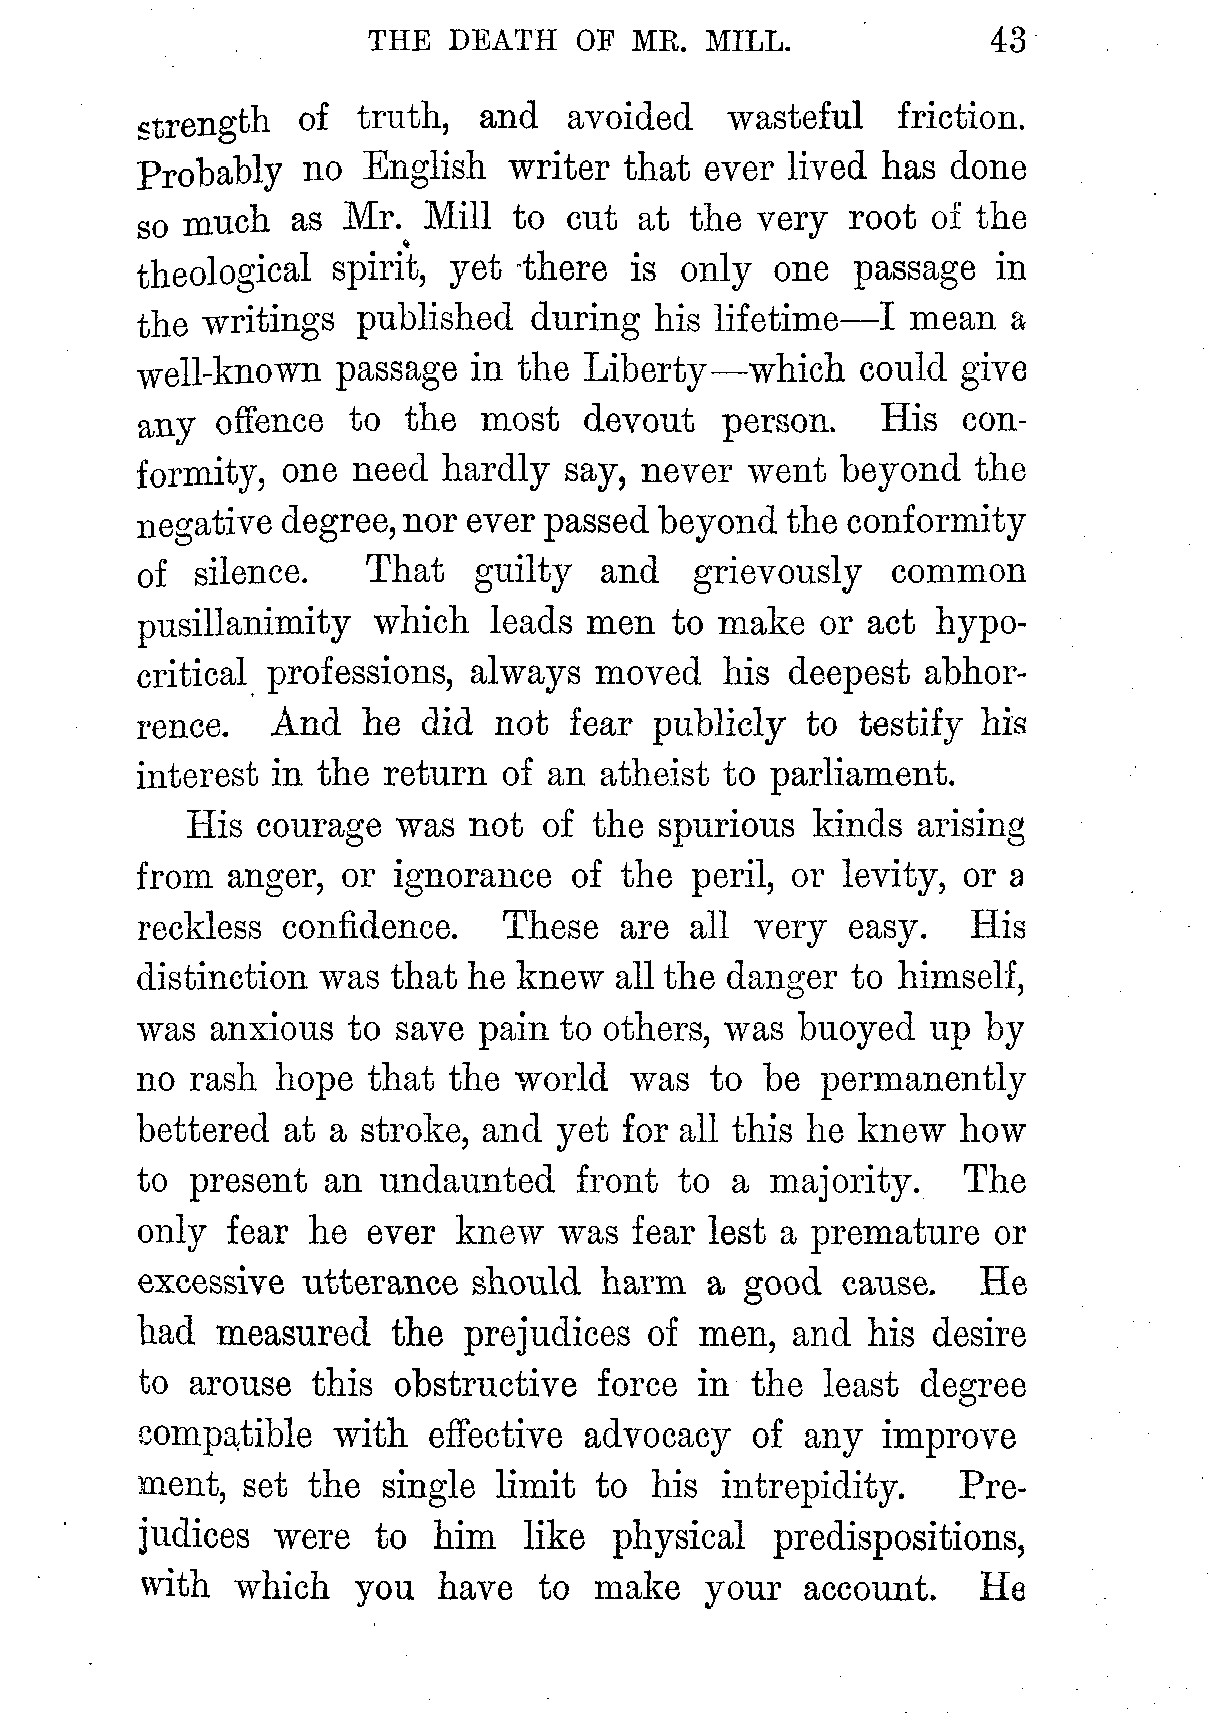 THE DEATH OF MR. MILL. 43
strength of truth, and avoided wasteful friction.
Probably no English writer that ever lived has done
so much as Mr. Mill to cut at the very root of the
theological spirit, yet there is only one passage in
the writings published during his lifetime—I mean a
well-known passage in the Liberty—which could give
any offence to the most devout person. His con-
formity, one need hardly say, never went beyond the
negative degree, nor ever passed beyond the conformity
of silence. That guilty and grievously common
pusillanimity which leads men to make or act hypo-
critical professions, always moved his deepest abhor-
rence. And he did not fear publicly to testify his
interest in the return of an atheist to parliament.
His courage was not of the spurious kinds arising
from anger, or ignorance of the peril, or levity, or a
reckless confidence. These are all very easy. His
distinction was that he knew all the danger to himself,
was anxious to save pain to others, was buoyed up by
no rash hope that the world was to be permanently
bettered at a stroke, and yet for all this he knew how
to present an undaunted front to a majority. The
only fear he ever knew was fear lest a premature or
excessive utterance should harm a good cause. He
had measured the prejudices of men, and his desire
to arouse this obstructive force in the least degree
compatible with effective advocacy of any improve
ment, set the single limit to his intrepidity. Pre-
judices were to him like physical predispositions,
with which you have to make your account. He